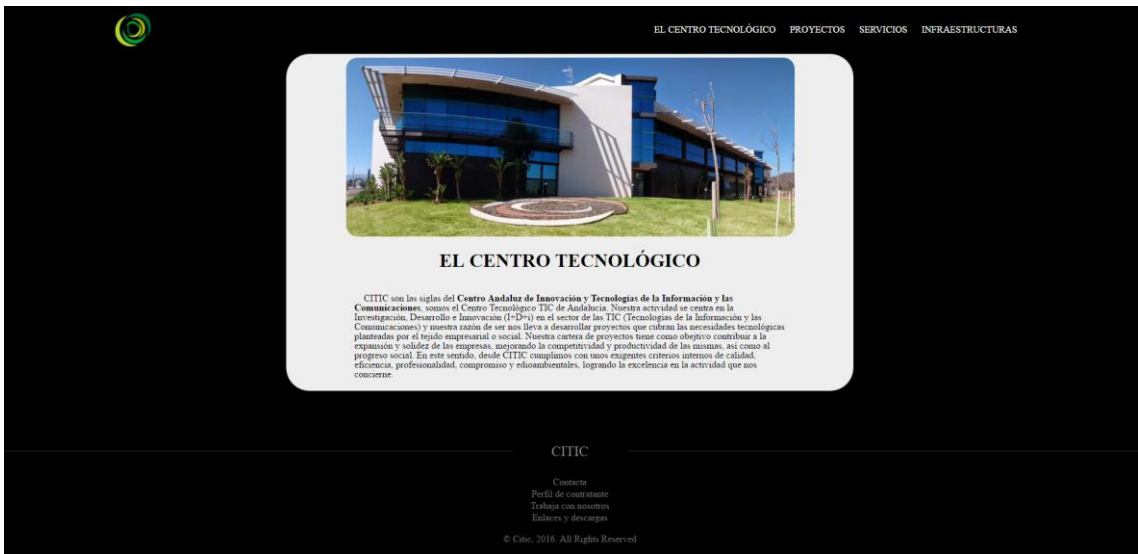 EL CENTRO TECNOLÓGICO PROYECTOS SERVICIOS INFRAESTRUCTURAS
EL CENTRO TECNOLÓGICO
CITIC son las siglas del Centro Andaluz de Innovación y Tecnologías de la Información y las
Comunicaciones, somos el Centro Tecnológico TIC de Andalucía. Nuestra actividad se centra en la
Investigación, Desarrollo e Innovación (I+D+i) en el sector de las TIC (Tecnologías de la Información y las
Comunicaciones) y nuestra razón de ser nos lleva a desarrollar proyectos que cubran las necesidades tecnológicas
planteadas por el tejido empresarial o social. Nuestra cartera de proyectos tiene como obejtivo contribuir a la
expansión y solidez de las empresas, mejorando la competitividad y productividad de las mismas, así como al
progreso social. En este sentido, desde CITIC cumplimos con unos exigentes criterios internos de calidad,
eficiencia, profesionalidad, compromiso y edioambientales, logrando la excelencia en la actividad que nos
concierne.
CITIC
Contacta
Perfil de contratante
Trabaja con nosotros
Enlaces y descargas
© Citic, 2016. All Rights Reserved